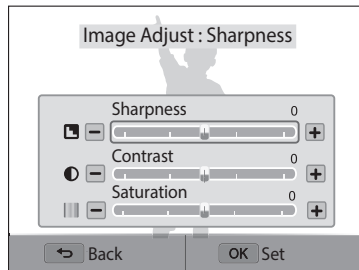 Image Adjust : Sharpness
Sharpness 0
Contrast 0
Saturation 0
Back OK Set